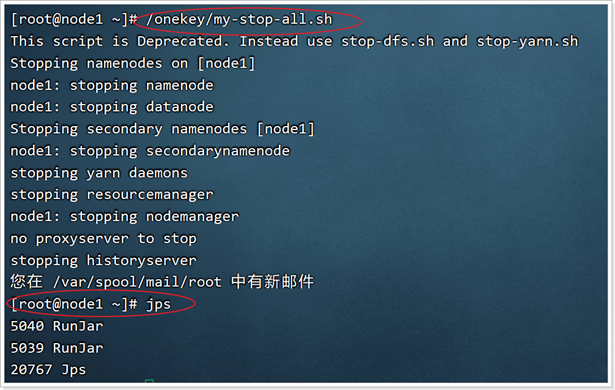 [root@node1 ~]# /onekey/my-stop-all.sh
This script is Deprecated. Instead use stop-dfs.sh and stop-yarn.sh
Stopping namenodes on [node1]
node1: stopping namenode
node1: stopping datanode
Stopping secondary namenodes [node1]
node1: stopping secondarynamenode
stopping yarn daemons
stopping resourcemanager
node1: stopping nodemanager
no proxyserver to stop
stopping historyserver
您在 /var/spool/mail/root 中有新邮件
[root@node1 ~]# jps
5040 RunJar
5039 RunJar
20767 Jps